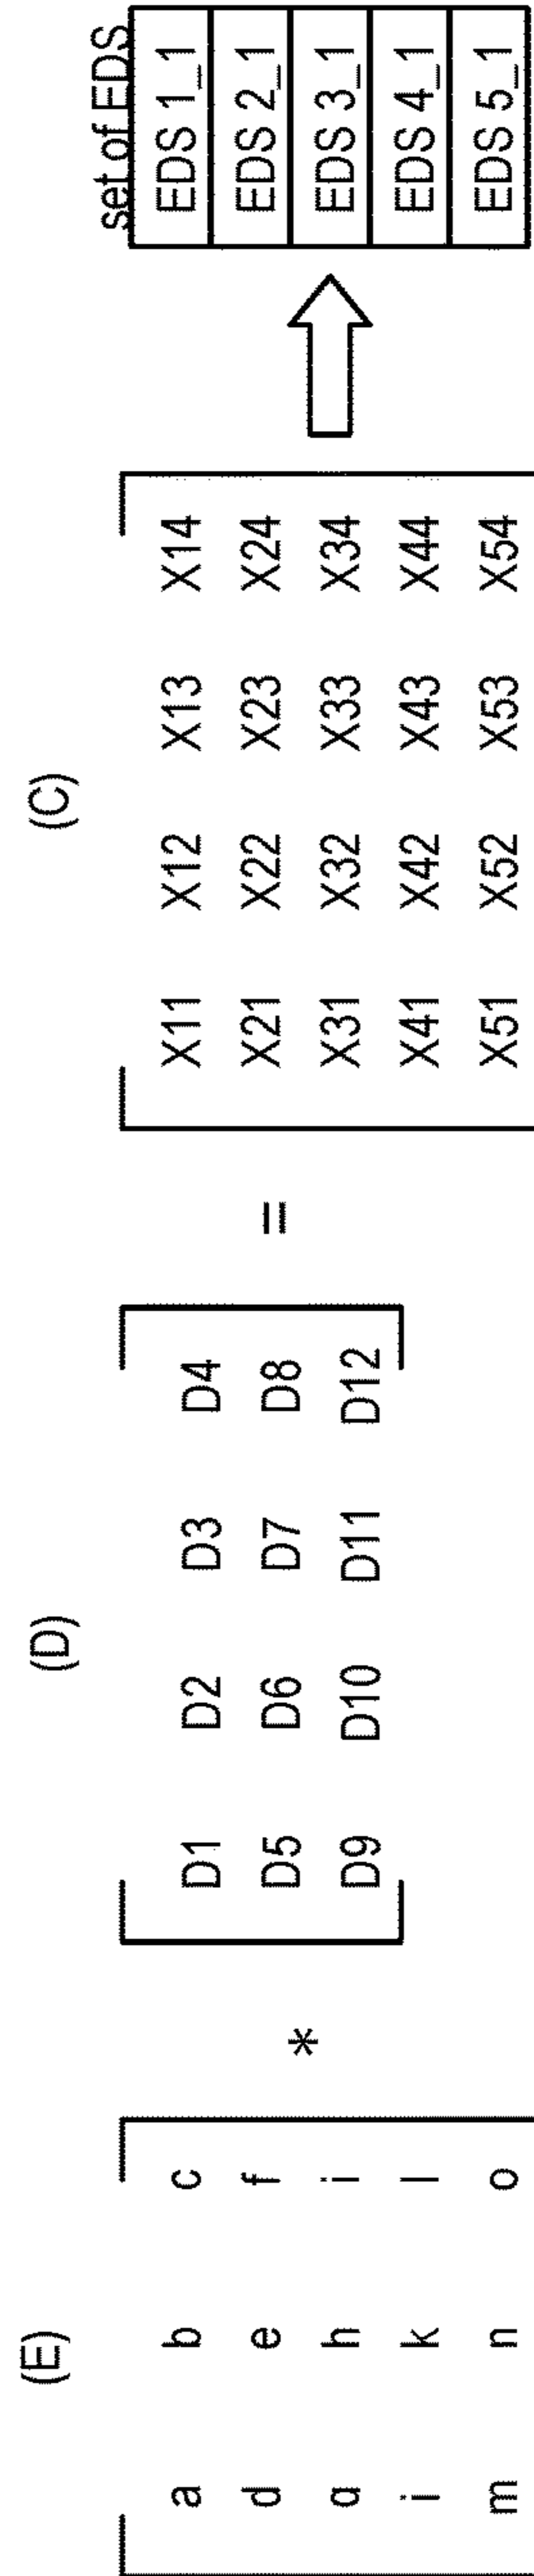 (E) (D) (C) set of EDS
a b c D1 D2 D3 D4 X11 X12 X13 X14 EDS 1_1
d e f D5 D6 D7 D8 X21 X22 X23 X24 EDS 2_1
g h i * D9 D10 D11 D12 = X31 X32 X33 X34 EDS 3_1
j k l X41 X42 X43 X44 EDS 4_1
m n o X51 X52 X53 X54 EDS 5_1